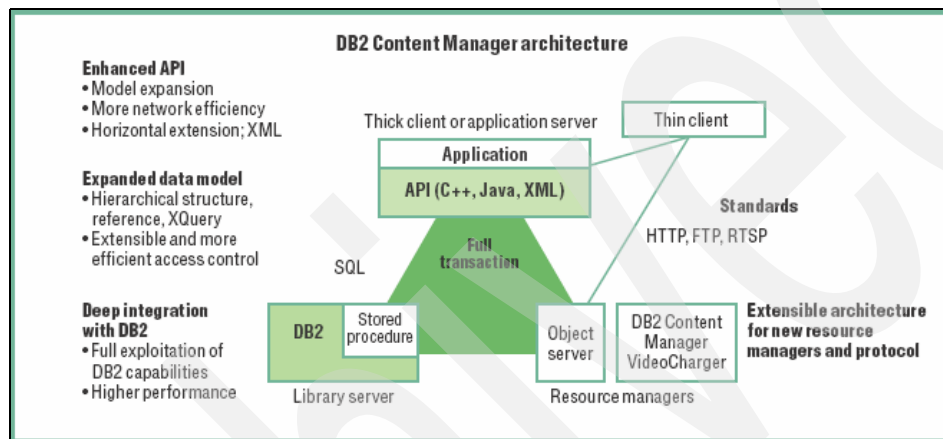 DB2 Content Manager architecture
Enhanced API
• Model expansion
• More network efficiency
• Horizontal extension; XML
Thick client or application server
Thin client
Application
API (C++, Java, XML)
Expanded data model
• Hierarchical structure,
reference, XQuery
• Extensible and more
efficient access control
Standards
HTTP, FTP, RTSP
Full
transaction
SQL
Deep integration
with DB2
• Full exploitation of
DB2 capabilities
• Higher performance
DB2
Stored
procedure
Library server
Object
server
DB2 Content
Manager
VideoCharger
Resource managers
Extensible architecture
for new resource
managers and protocol